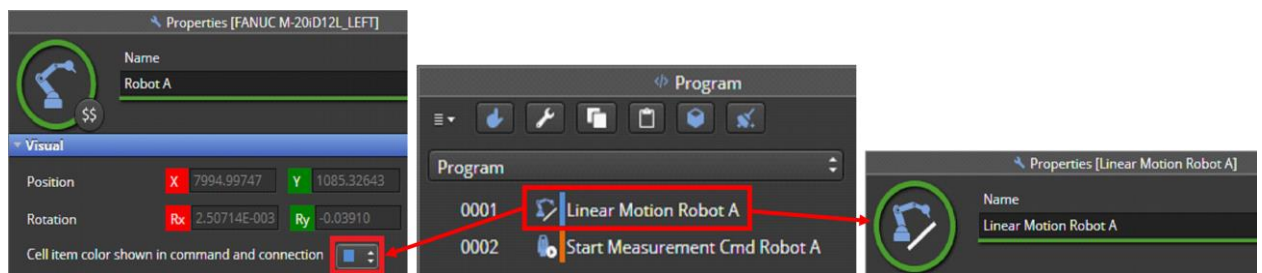 Properties [FANUC M-20iD12L_LEFT]
Name
Robot A
$$
Visual
Position X 7994.99747 Y 1085.32643
Rotation Rx 2.50714E-003 Ry -0.03910
Cell item color shown in command and connection
Program
Program
0001 Linear Motion Robot A
0002 Start Measurement Cmd Robot A
Properties [Linear Motion Robot A]
Name
Linear Motion Robot A